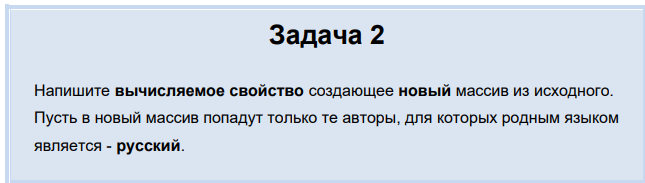 Задача 2
Напишите вычисляемое свойство создающее новый массив из исходного.
Пусть в новый массив попадут только те авторы, для которых родным языком
является - русский.